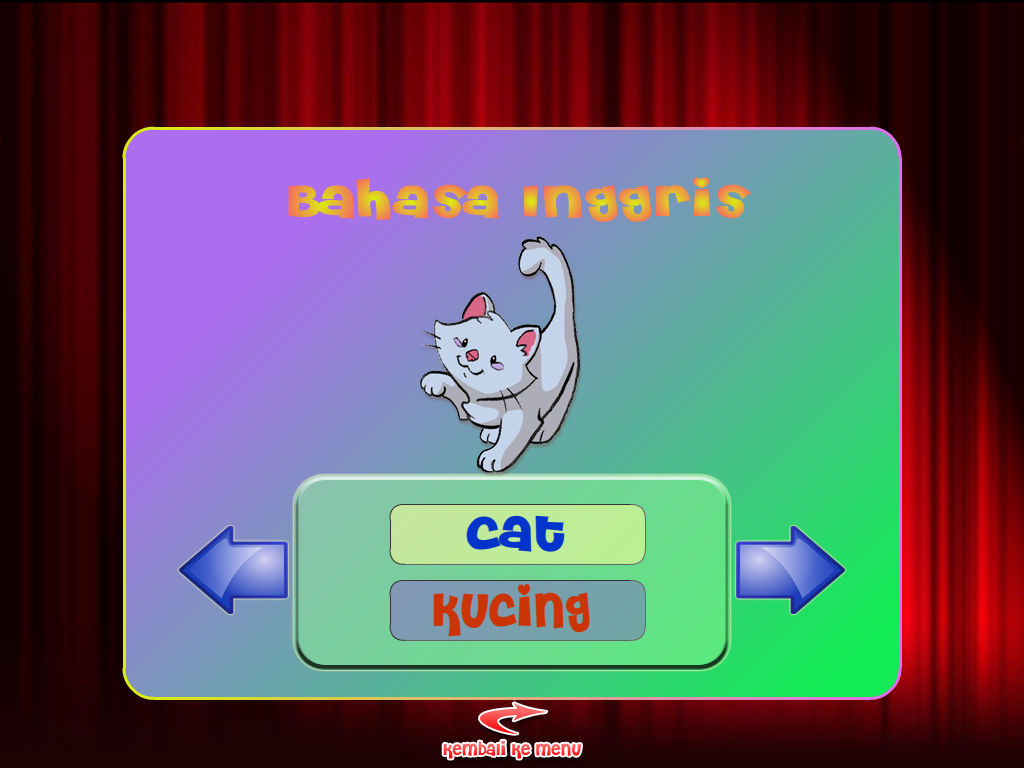 Bahasa Inggris
cat
kucing
kembali ke menu